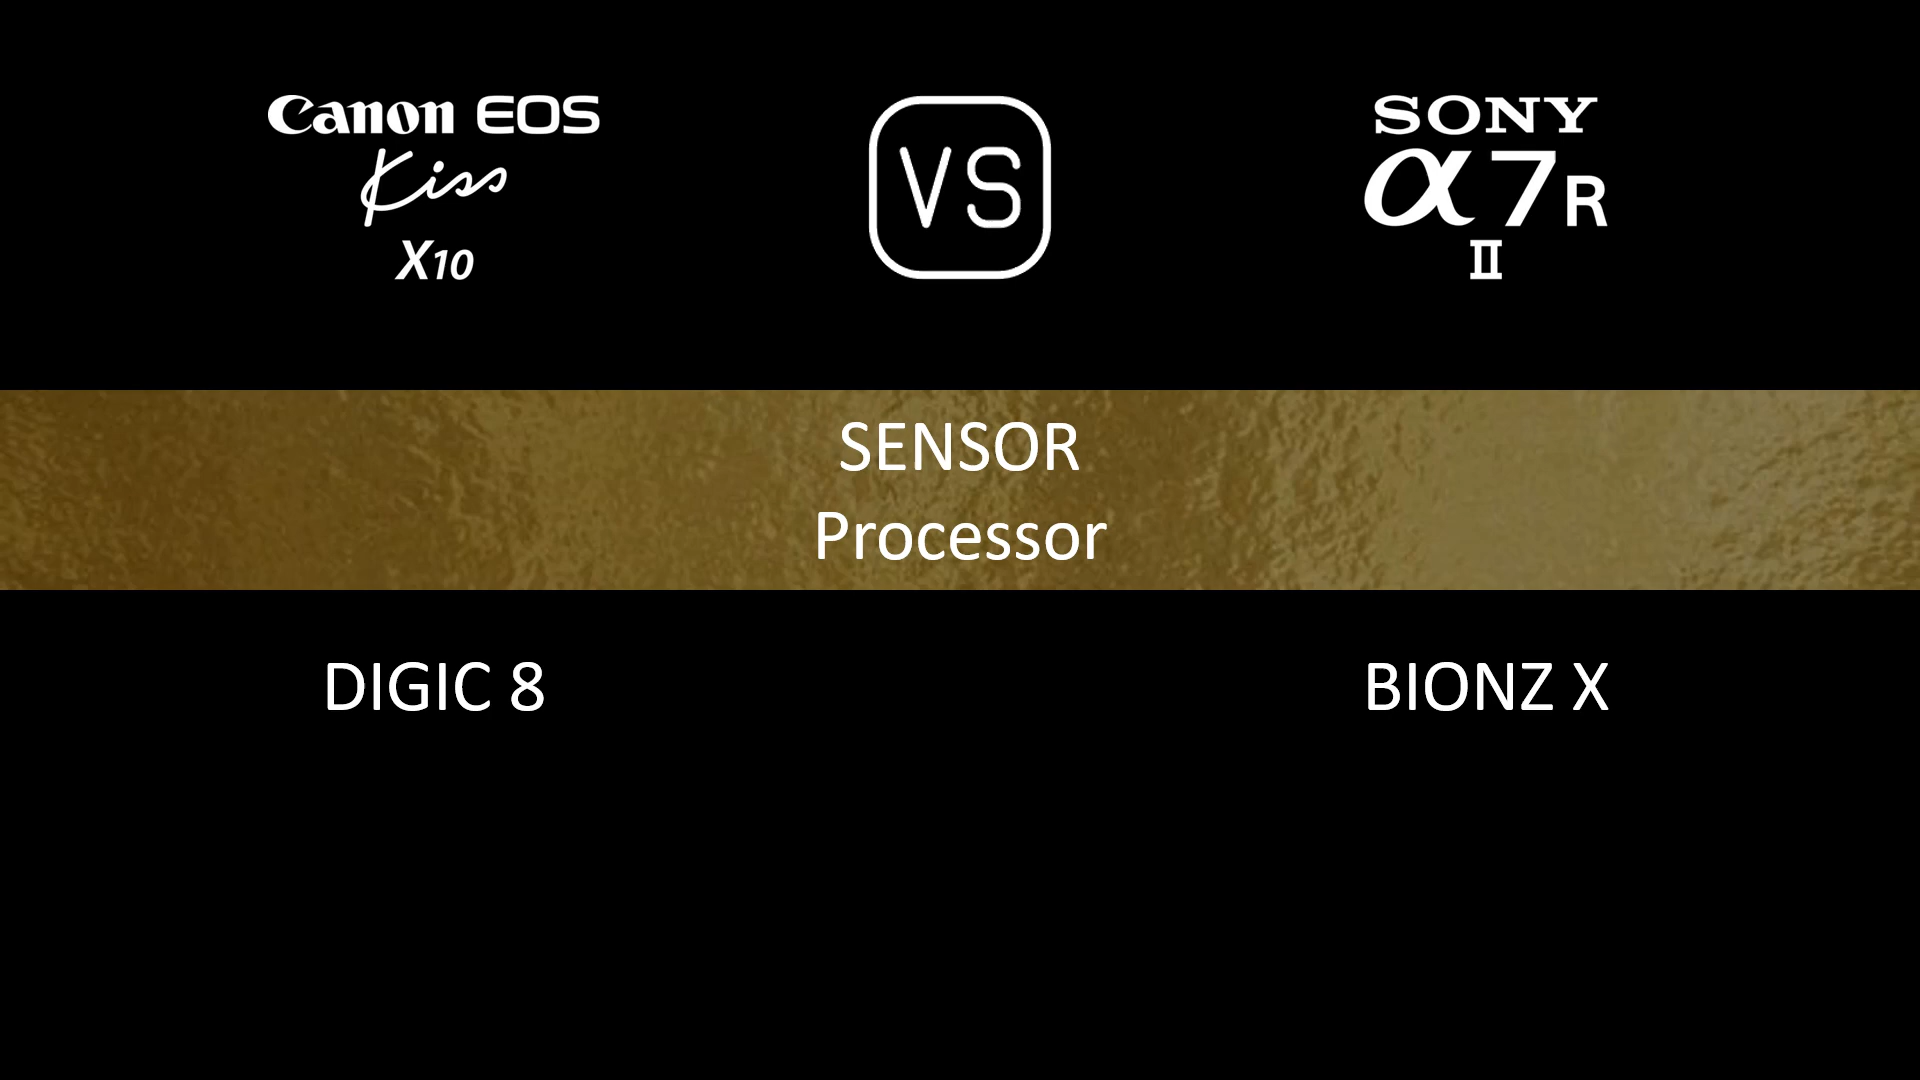 Canon EOS
Kiss
X10
VS
SONY
α7R
II
SENSOR
Processor
DIGIC 8
BIONZ X